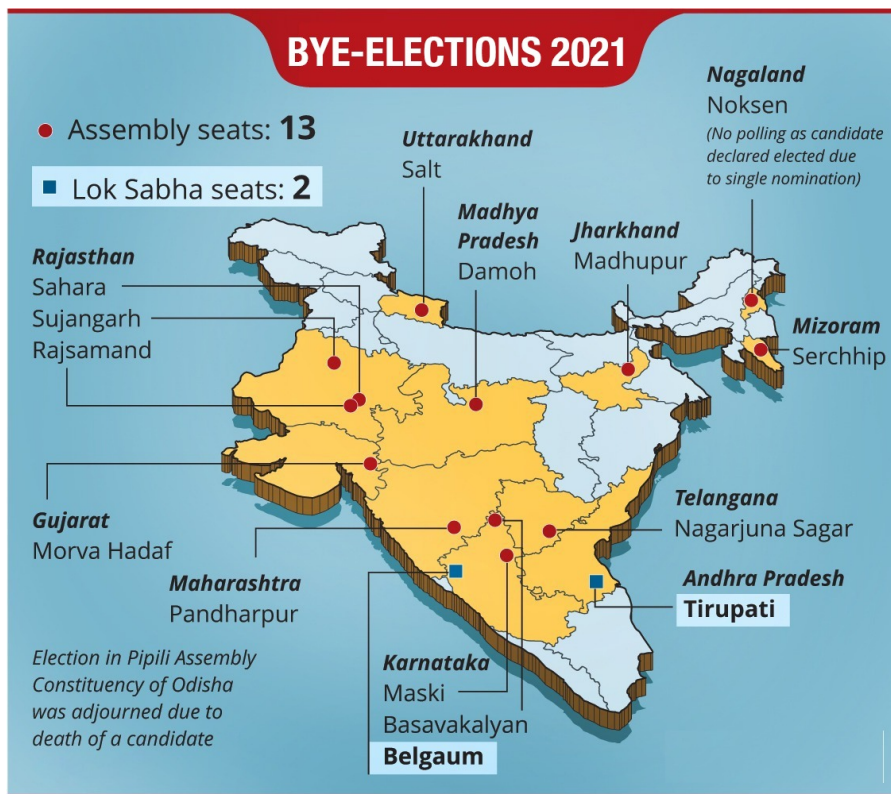 BYE-ELECTIONS 2021
Assembly seats: 13
Lok Sabha seats: 2
Uttarakhand
Salt
Madhya
Pradesh
Damoh
Jharkhand
Madhupur
Nagaland
Noksen
(No polling as candidate
declared elected due
to single nomination)
Mizoram
Serchhip
Rajasthan
Sahara
Sujangarh
Rajsamand
Gujarat
Morva Hadaf
Maharashtra
Pandharpur
Telangana
Nagarjuna Sagar
Andhra Pradesh
Tirupati
Karnataka
Maski
Basavakalyan
Belgaum
Election in Pipili Assembly
Constituency of Odisha
was adjourned due to
death of a candidate